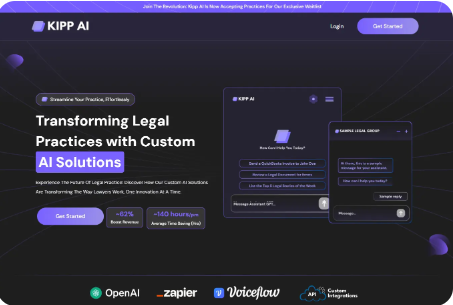 Join The Revolution: Kipp AI Is Now Accepting Practices For Our Exclusive Waitlist
KIPP AI
Login
Get Started
Streamline Your Practice, Effortlessly
Transforming Legal
Practices with Custom
AI Solutions
Experience The Future Of Legal Practice: Discover How Our Custom AI Solutions
Are Transforming The Way Lawyers Work, One Innovation At A Time.
Get Started
~62%
Boost Revenue
~140 hours/pm
Average Time Saving (Hrs)
KIPP AI
How Can I Help You Today?
Send a QuickBooks Invoice to John Doe
Review a Legal Document for Errors
List the Top 5 Legal Books of the Week
Message Assistant GPT...
SAMPLE LEGAL GROUP
Hi there, this is a sample
message for your assistant.
How can I help you today?
Sample reply
Message...
OpenAI
zapier
Voiceflow
API
Custom
Integrations